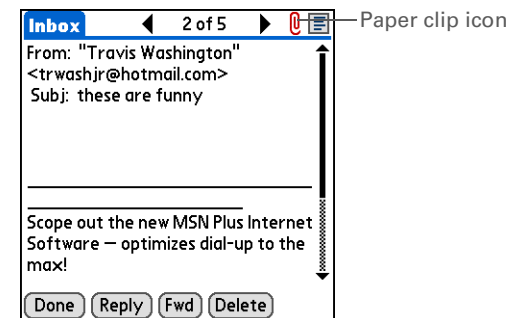 Inbox 2 of 5 Paper clip icon
From: "Travis Washington"
<trwashjr@hotmail.com>
Subj: these are funny
Scope out the new MSN Plus Internet
Software – optimizes dial-up to the
max!
Done Reply Fwd Delete